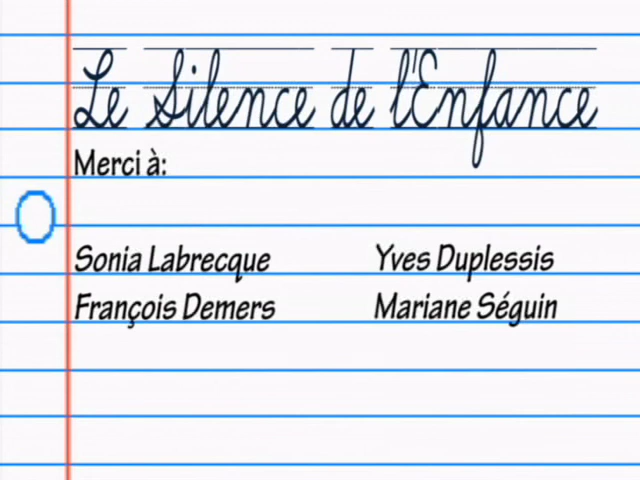 Le Silence de l'Enfance
Merci à:
Sonia Labrecque Yves Duplessis
François Demers Mariane Séguin